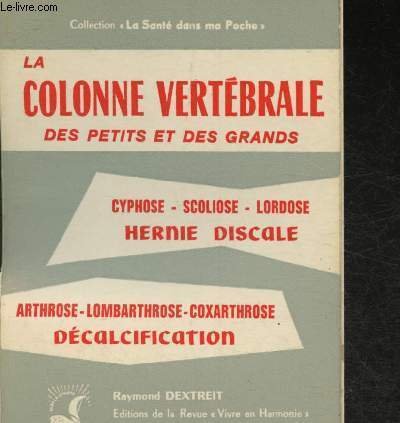 Le-Livre.com
Collection « La Santé dans ma Poche »
LA
COLONNE VERTÉBRALE
DES PETITS ET DES GRANDS
CYPHOSE - SCOLIOSE - LORDOSE
HERNIE DISCALE
ARTHROSE-LOMBARTHROSE-COXARTHROSE
DÉCALCIFICATION
Raymond DEXTREIT
Editions de la Revue « Vivre en Harmonie »